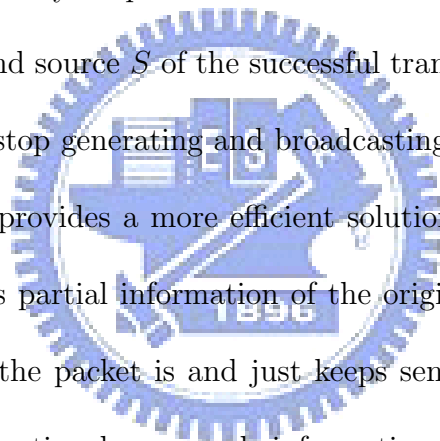 nd source S of the successful tran
stop generating and broadcasting
provides a more efficient solution
s partial information of the origi
1896
the packet is and just keeps sen